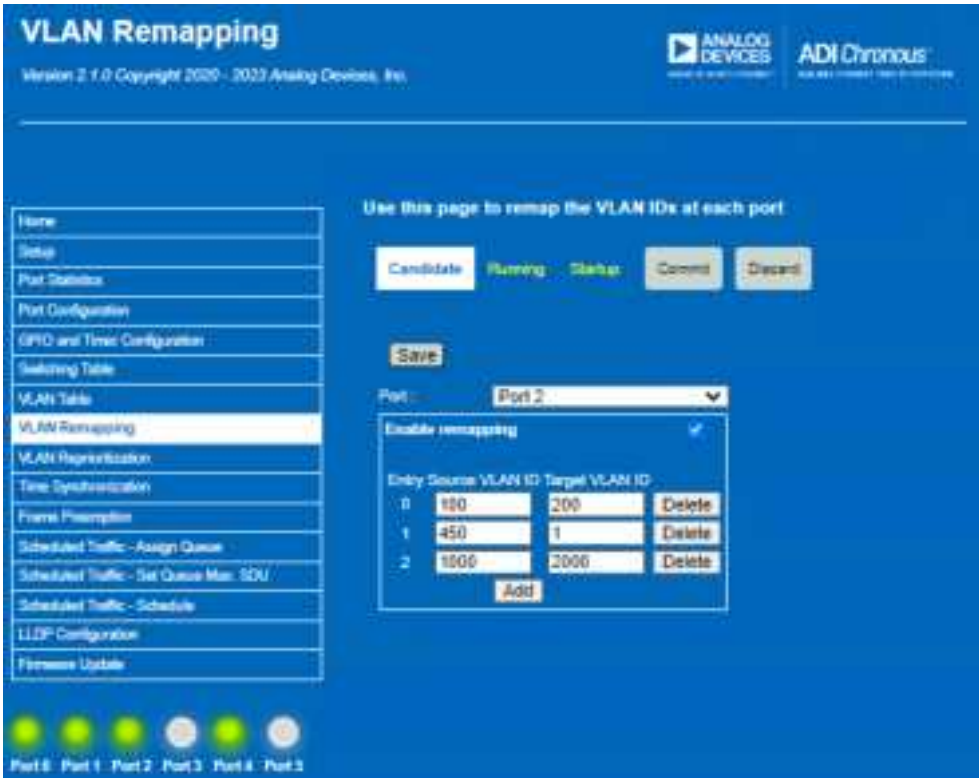 VLAN Remapping
Version 2.1.0 Copyright 2020 - 2023 Analog Devices, Inc.
ANALOG
DEVICES
ADI Chronous
Home
Setup
Port Statistics
Port Configuration
GPIO and Timer Configuration
Switching Table
VLAN Table
VLAN Remapping
VLAN Reprioritization
Time Synchronization
Frame Preemption
Scheduled Traffic - Assign Queue
Scheduled Traffic - Set Queue Max. SDU
Scheduled Traffic - Schedule
LLDP Configuration
Firmware Update
Port 0 Port 1 Port 2 Port 3 Port 4 Port 5
Use this page to remap the VLAN IDs at each port
Candidate Running Startup Commit Discard
Save
Port : Port 2
Enable remapping
Entry Source VLAN ID Target VLAN ID
0 100 200 Delete
1 450 1 Delete
2 1000 2000 Delete
Add